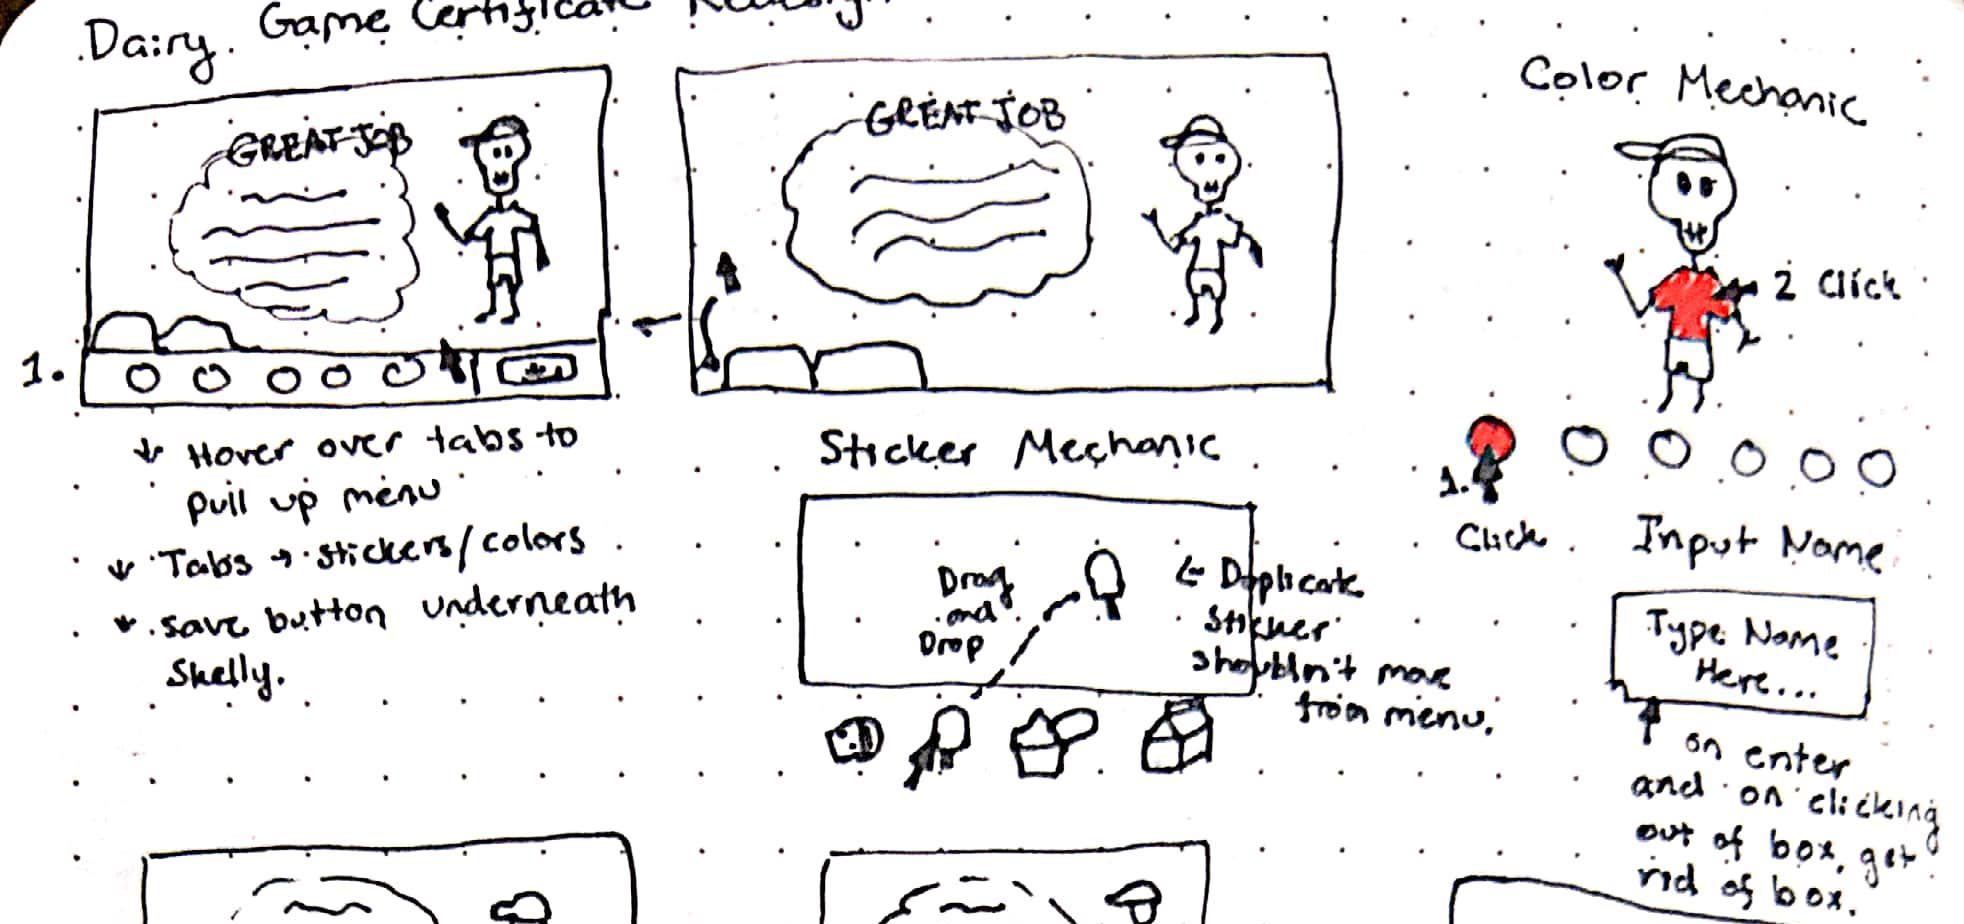 Dairy Game Certificate Redesign
GREAT JOB
GREAT JOB
1.
Hover over tabs to
pull up menu
Tabs → stickers/colors
save button underneath
Skelly.
Sticker Mechanic
Drag
and
Drop
← Duplicate
sticker
shouldn't move
from menu.
Color Mechanic
2 Click
1.
Click
Input Name
Type Name
Here...
on enter
and on clicking
out of box, get
rid of box.